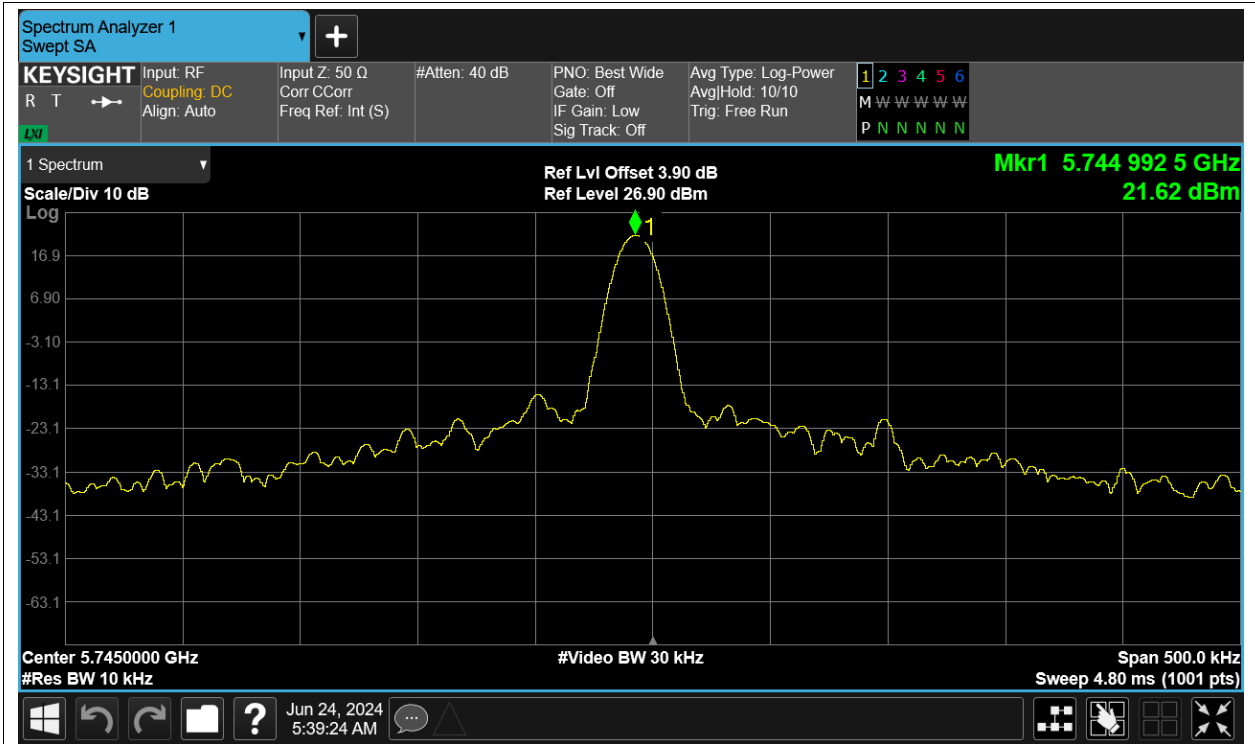 Spectrum Analyzer 1
Swept SA
KEYSIGHT
R T
LXI
Input: RF
Coupling: DC
Align: Auto
Input Z: 50 Ω
Corr CCorr
Freq Ref: Int (S)
#Atten: 40 dB
PNO: Best Wide
Gate: Off
IF Gain: Low
Sig Track: Off
Avg Type: Log-Power
Avg|Hold: 10/10
Trig: Free Run
1 2 3 4 5 6
M W W W W W
P N N N N N
1 Spectrum
Scale/Div 10 dB
Log
Ref Lvl Offset 3.90 dB
Ref Level 26.90 dBm
Mkr1 5.744 992 5 GHz
21.62 dBm
1
16.9
6.90
-3.10
-13.1
-23.1
-33.1
-43.1
-53.1
-63.1
Center 5.7450000 GHz
#Video BW 30 kHz
Span 500.0 kHz
#Res BW 10 kHz
Sweep 4.80 ms (1001 pts)
?
Jun 24, 2024
5:39:24 AM